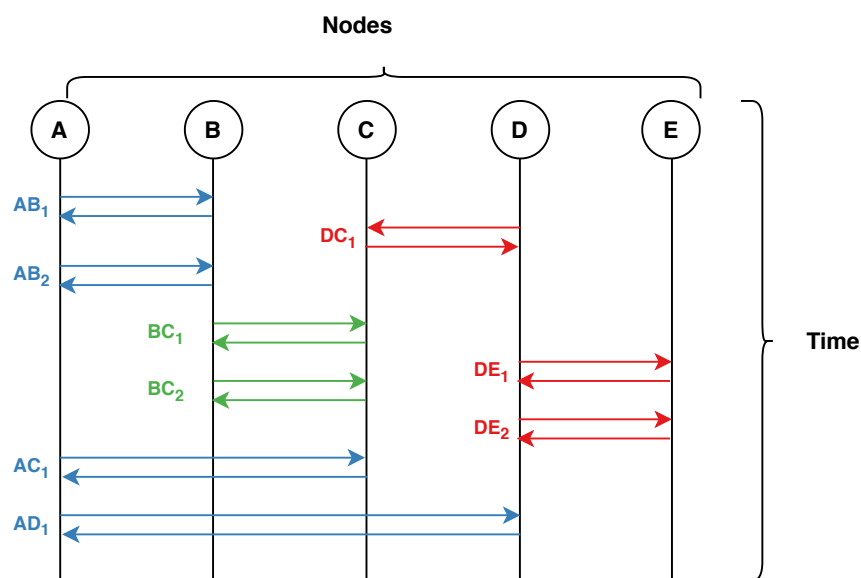 Nodes
A B C D E
AB₁
DC₁
AB₂
BC₁
Time
DE₁
BC₂
DE₂
AC₁
AD₁